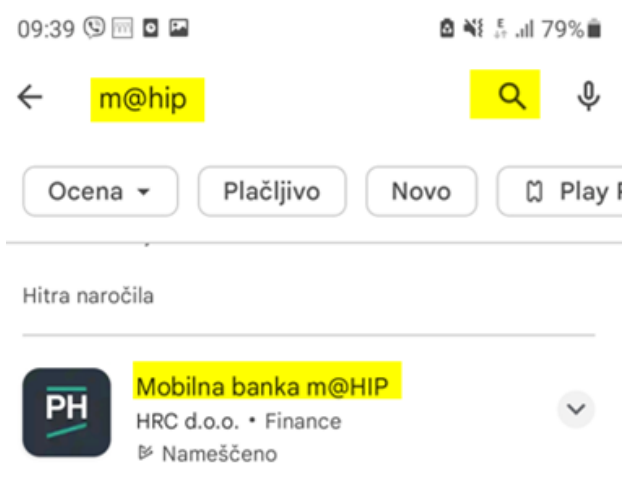 09:39 E 79%
m@hip
Ocena Plačljivo Novo Play
Hitra naročila
PH Mobilna banka m@HIP
HRC d.o.o. • Finance
Nameščeno